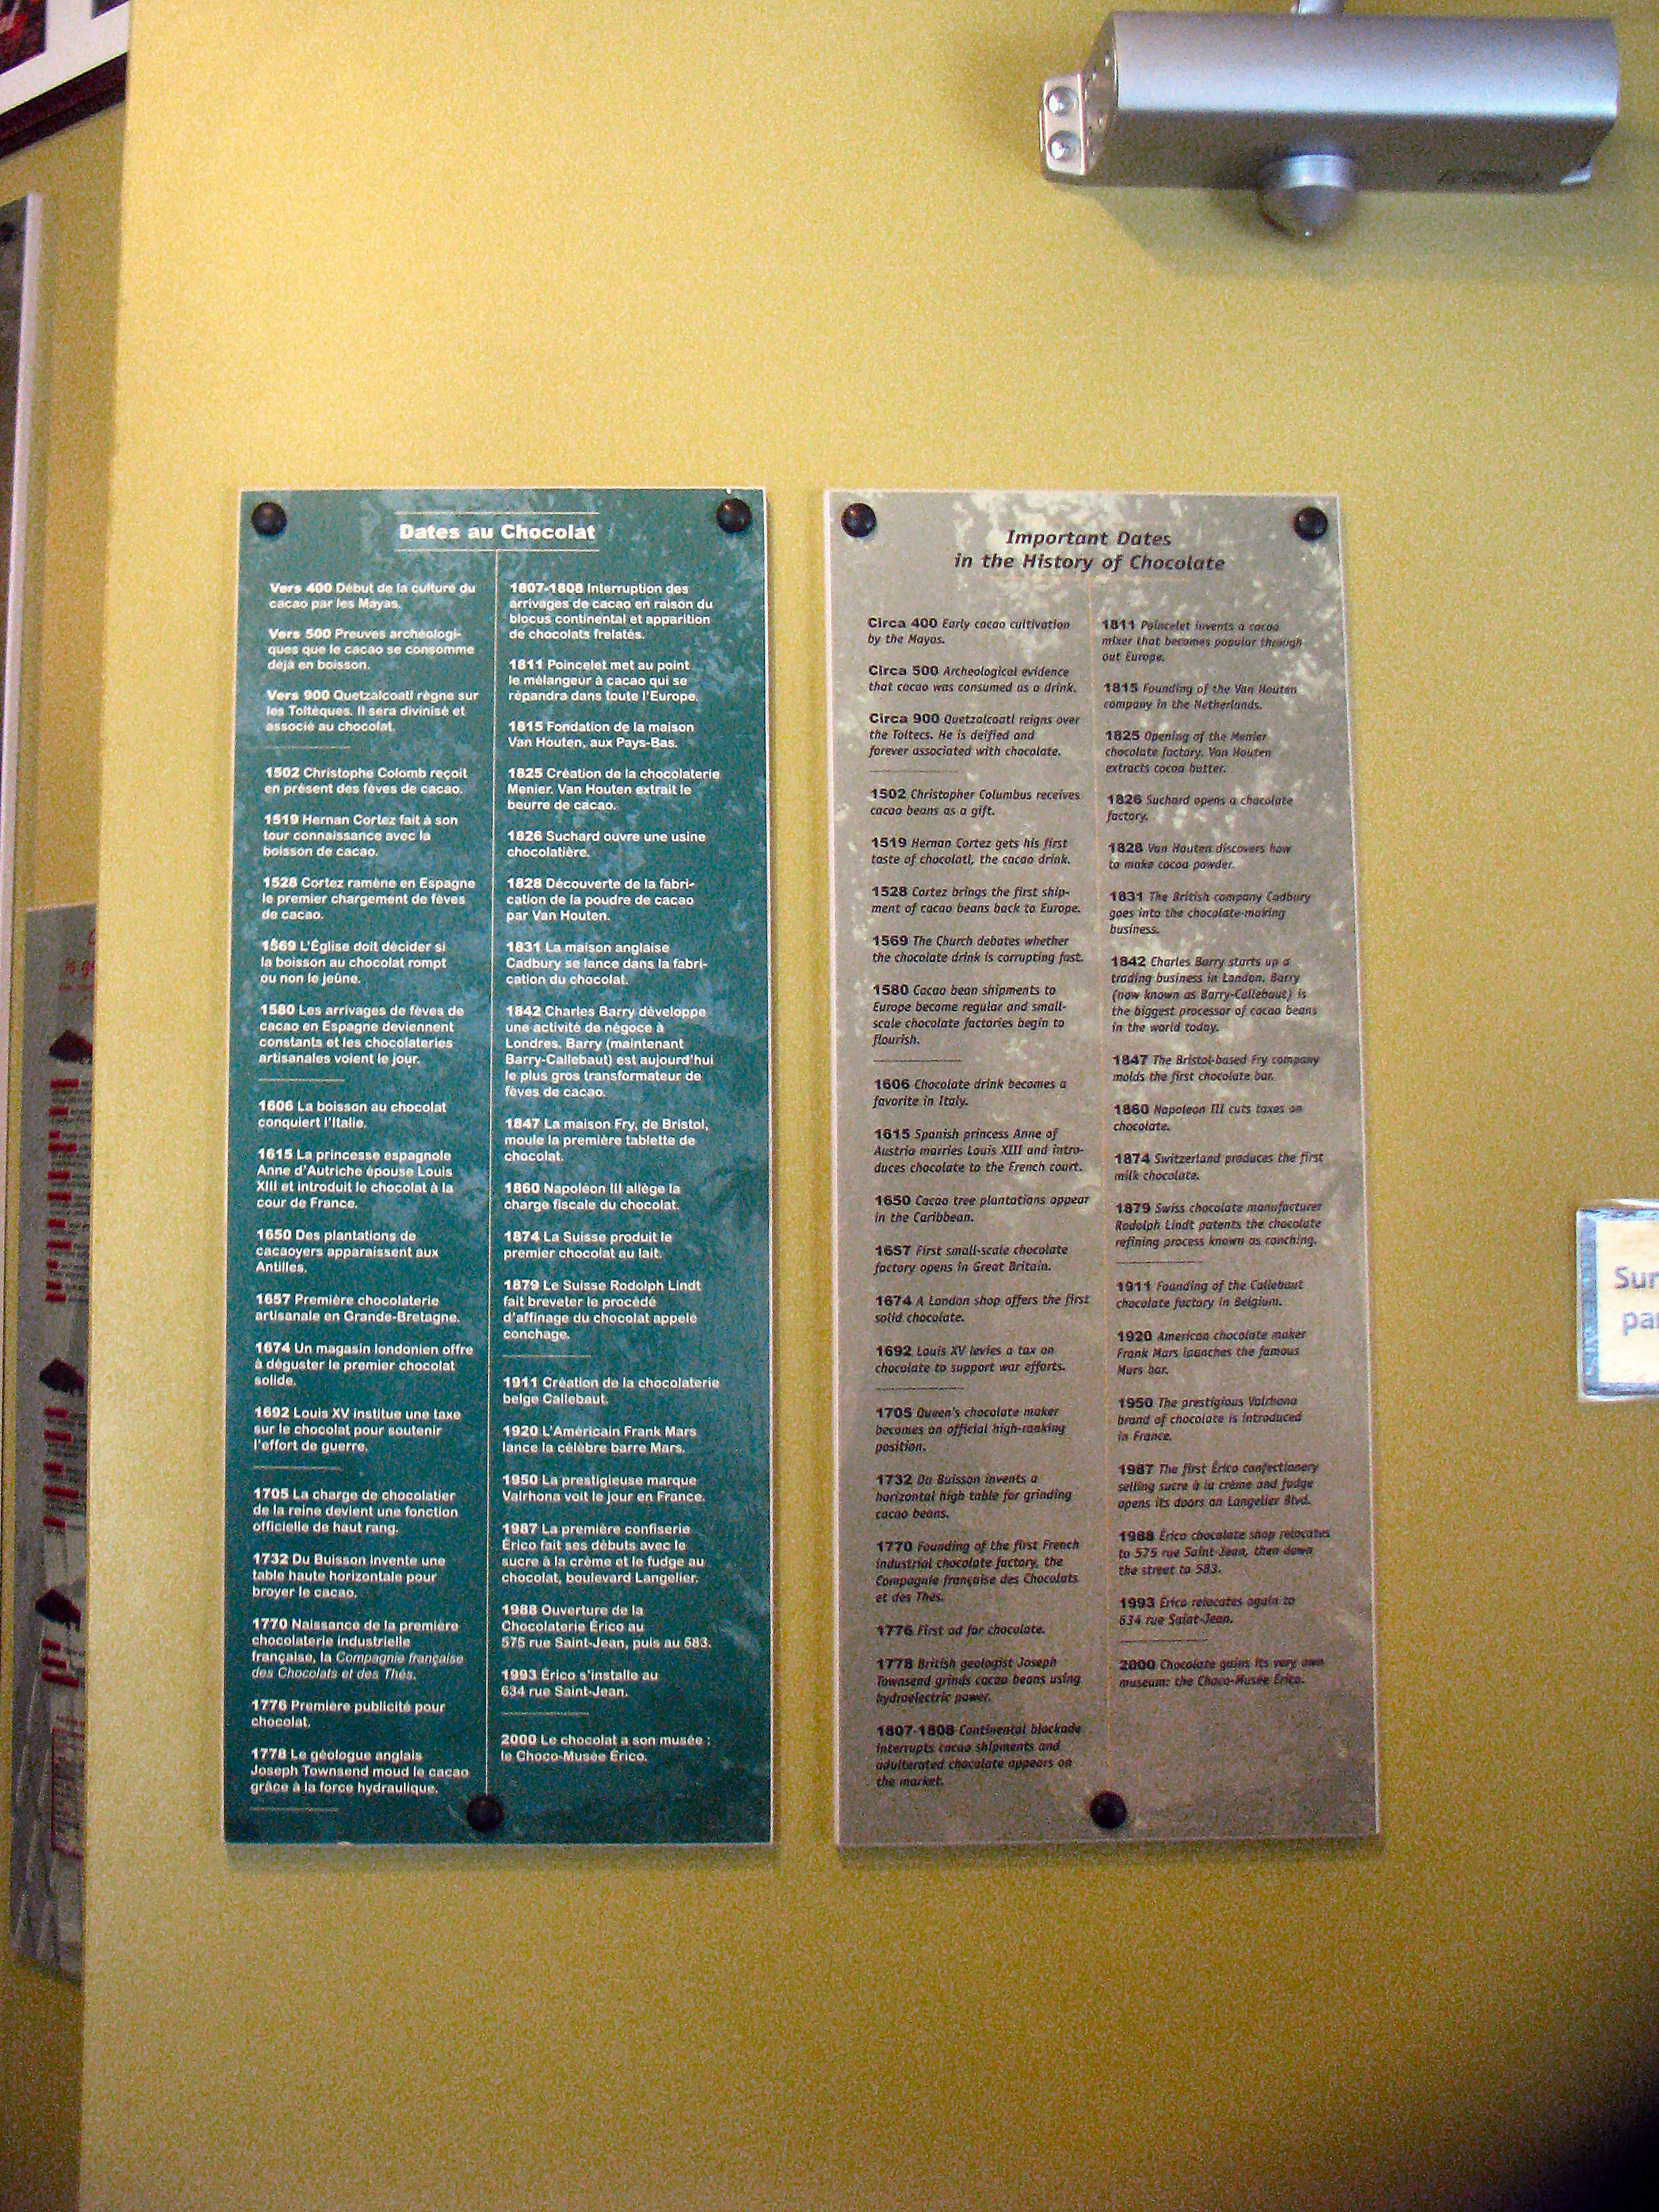 Dates au Chocolat
Vers 400 Début de la culture du
cacao par les Mayas.
Vers 500 Preuves archéologi-
ques que le cacao se consomme
déjà en boisson.
Vers 900 Quetzalcoatl règne sur
les Toltèques. Il sera divinisé et
associé au chocolat.
1502 Christophe Colomb reçoit
en présent des fèves de cacao.
1519 Hernan Cortez fait à son
tour connaissance avec la
boisson de cacao.
1528 Cortez ramène en Espagne
le premier chargement de fèves
de cacao.
1569 L'Église doit décider si
la boisson au chocolat rompt
ou non le jeûne.
1580 Les arrivages de fèves de
cacao en Espagne deviennent
constants et les chocolateries
artisanales voient le jour.
1606 La boisson au chocolat
conquiert l'Italie.
1615 La princesse espagnole
Anne d'Autriche épouse Louis
XIII et introduit le chocolat à la
cour de France.
1650 Des plantations de
cacaoyers apparaissent aux
Antilles.
1657 Première chocolaterie
artisanale en Grande-Bretagne.
1674 Un magasin londonien offre
à déguster le premier chocolat
solide.
1692 Louis XV institue une taxe
sur le chocolat pour soutenir
l'effort de guerre.
1705 La charge de chocolatier
de la reine devient une fonction
officielle de haut rang.
1732 Du Buisson invente une
table haute horizontale pour
broyer le cacao.
1770 Naissance de la première
chocolaterie industrielle
française, la Compagnie française
des Chocolats et des Thés.
1776 Première publicité pour
chocolat.
1778 Le géologue anglais
Joseph Townsend moud le cacao
grâce à la force hydraulique.
1807-1808 Interruption des
arrivages de cacao en raison du
blocus continental et apparition
de chocolats frelatés.
1811 Poincelet met au point
le mélangeur à cacao qui se
répandra dans toute l'Europe.
1815 Fondation de la maison
Van Houten, aux Pays-Bas.
1825 Création de la chocolaterie
Menier. Van Houten extrait le
beurre de cacao.
1826 Suchard ouvre une usine
chocolatière.
1828 Découverte de la fabri-
cation de la poudre de cacao
par Van Houten.
1831 La maison anglaise
Cadbury se lance dans la fabri-
cation du chocolat.
1842 Charles Barry développe
une activité de négoce à
Londres. Barry (maintenant
Barry-Callebaut) est aujourd'hui
le plus gros transformateur de
fèves de cacao.
1847 La maison Fry, de Bristol,
moule la première tablette de
chocolat.
1860 Napoléon III allège la
charge fiscale du chocolat.
1874 La Suisse produit le
premier chocolat au lait.
1879 Le Suisse Rodolph Lindt
fait breveter le procédé
d'affinage du chocolat appelé
conchage.
1911 Création de la chocolaterie
belge Callebaut.
1920 L'Américain Frank Mars
lance la célèbre barre Mars.
1950 La prestigieuse marque
Valrhona voit le jour en France.
1987 La première confiserie
Érico fait ses débuts avec le
sucre à la crème et le fudge au
chocolat, boulevard Langelier.
1988 Ouverture de la
Chocolaterie Érico au
575 rue Saint-Jean, puis au 583.
1993 Érico s'installe au
634 rue Saint-Jean.
2000 Le chocolat a son musée :
le Choco-Musée Érico.
Important Dates
in the History of Chocolate
Circa 400 Early cacao cultivation
by the Mayas.
Circa 500 Archeological evidence
that cacao was consumed as a drink.
Circa 900 Quetzalcoatl reigns over
the Toltecs. He is deified and
forever associated with chocolate.
1502 Christopher Columbus receives
cacao beans as a gift.
1519 Hernan Cortez gets his first
taste of chocolatl, the cacao drink.
1528 Cortez brings the first ship-
ment of cacao beans back to Europe.
1569 The Church debates whether
the chocolate drink is corrupting fast.
1580 Cacao bean shipments to
Europe become regular and small-
scale chocolate factories begin to
flourish.
1606 Chocolate drink becomes a
favorite in Italy.
1615 Spanish princess Anne of
Austria marries Louis XIII and intro-
duces chocolate to the French court.
1650 Cacao tree plantations appear
in the Caribbean.
1657 First small-scale chocolate
factory opens in Great Britain.
1674 A London shop offers the first
solid chocolate.
1692 Louis XV levies a tax on
chocolate to support war efforts.
1705 Queen's chocolate maker
becomes an official high-ranking
position.
1732 Du Buisson invents a
horizontal high table for grinding
cacao beans.
1770 Founding of the first French
industrial chocolate factory, the
Compagnie française des Chocolats
et des Thés.
1776 First ad for chocolate.
1778 British geologist Joseph
Townsend grinds cacao beans using
hydroelectric power.
1807-1808 Continental blockade
interrupts cacao shipments and
adulterated chocolate appears on
the market.
1811 Poincelet invents a cacao
mixer that becomes popular through
out Europe.
1815 Founding of the Van Houten
company in the Netherlands.
1825 Opening of the Menier
chocolate factory. Van Houten
extracts cocoa butter.
1826 Suchard opens a chocolate
factory.
1828 Van Houten discovers how
to make cocoa powder.
1831 The British company Cadbury
goes into the chocolate-making
business.
1842 Charles Barry starts up a
trading business in London. Barry
(now known as Barry-Callebaut) is
the biggest processor of cacao beans
in the world today.
1847 The Bristol-based Fry company
molds the first chocolate bar.
1860 Napoleon III cuts taxes on
chocolate.
1874 Switzerland produces the first
milk chocolate.
1879 Swiss chocolate manufacturer
Rodolph Lindt patents the chocolate
refining process known as conching.
1911 Founding of the Callebaut
chocolate factory in Belgium.
1920 American chocolate maker
Frank Mars launches the famous
Mars bar.
1950 The prestigious Valrhona
brand of chocolate is introduced
in France.
1987 The first Érico confectionery
selling sucre à la crème and fudge
opens its doors on Langelier Blvd.
1988 Érico chocolate shop relocates
to 575 rue Saint-Jean, then down
the street to 583.
1993 Érico relocates again to
634 rue Saint-Jean.
2000 Chocolate gains its very own
museum: the Choco-Musée Érico.
Sur